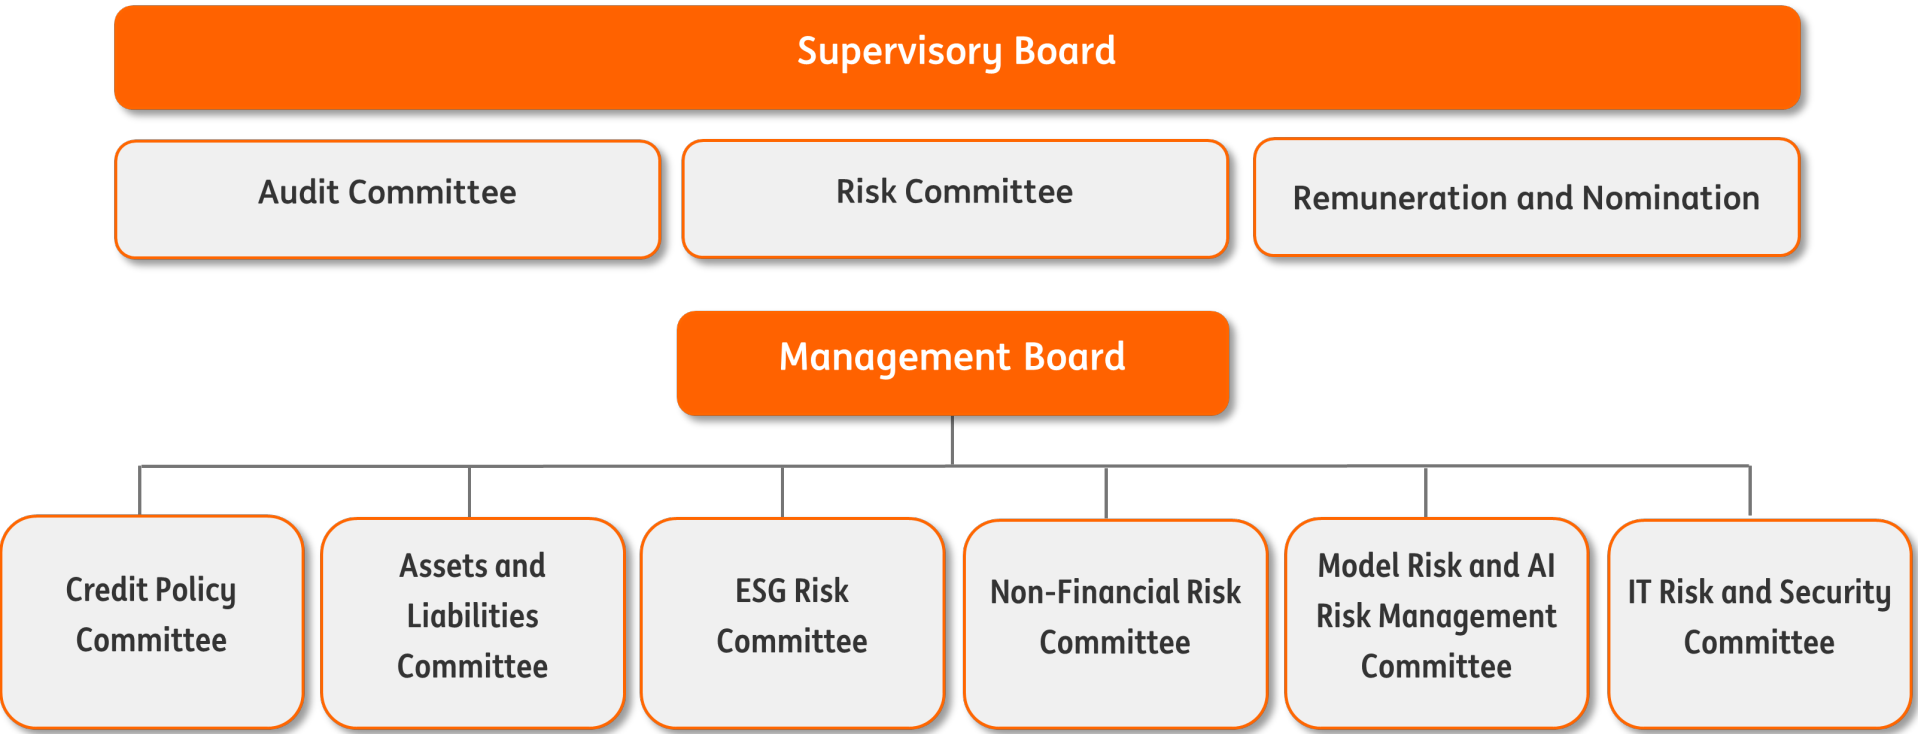 Supervisory Board
Audit Committee
Risk Committee
Remuneration and Nomination
Management Board
Credit Policy
Committee
Assets and
Liabilities
Committee
ESG Risk
Committee
Non-Financial Risk
Committee
Model Risk and AI
Risk Management
Committee
IT Risk and Security
Committee